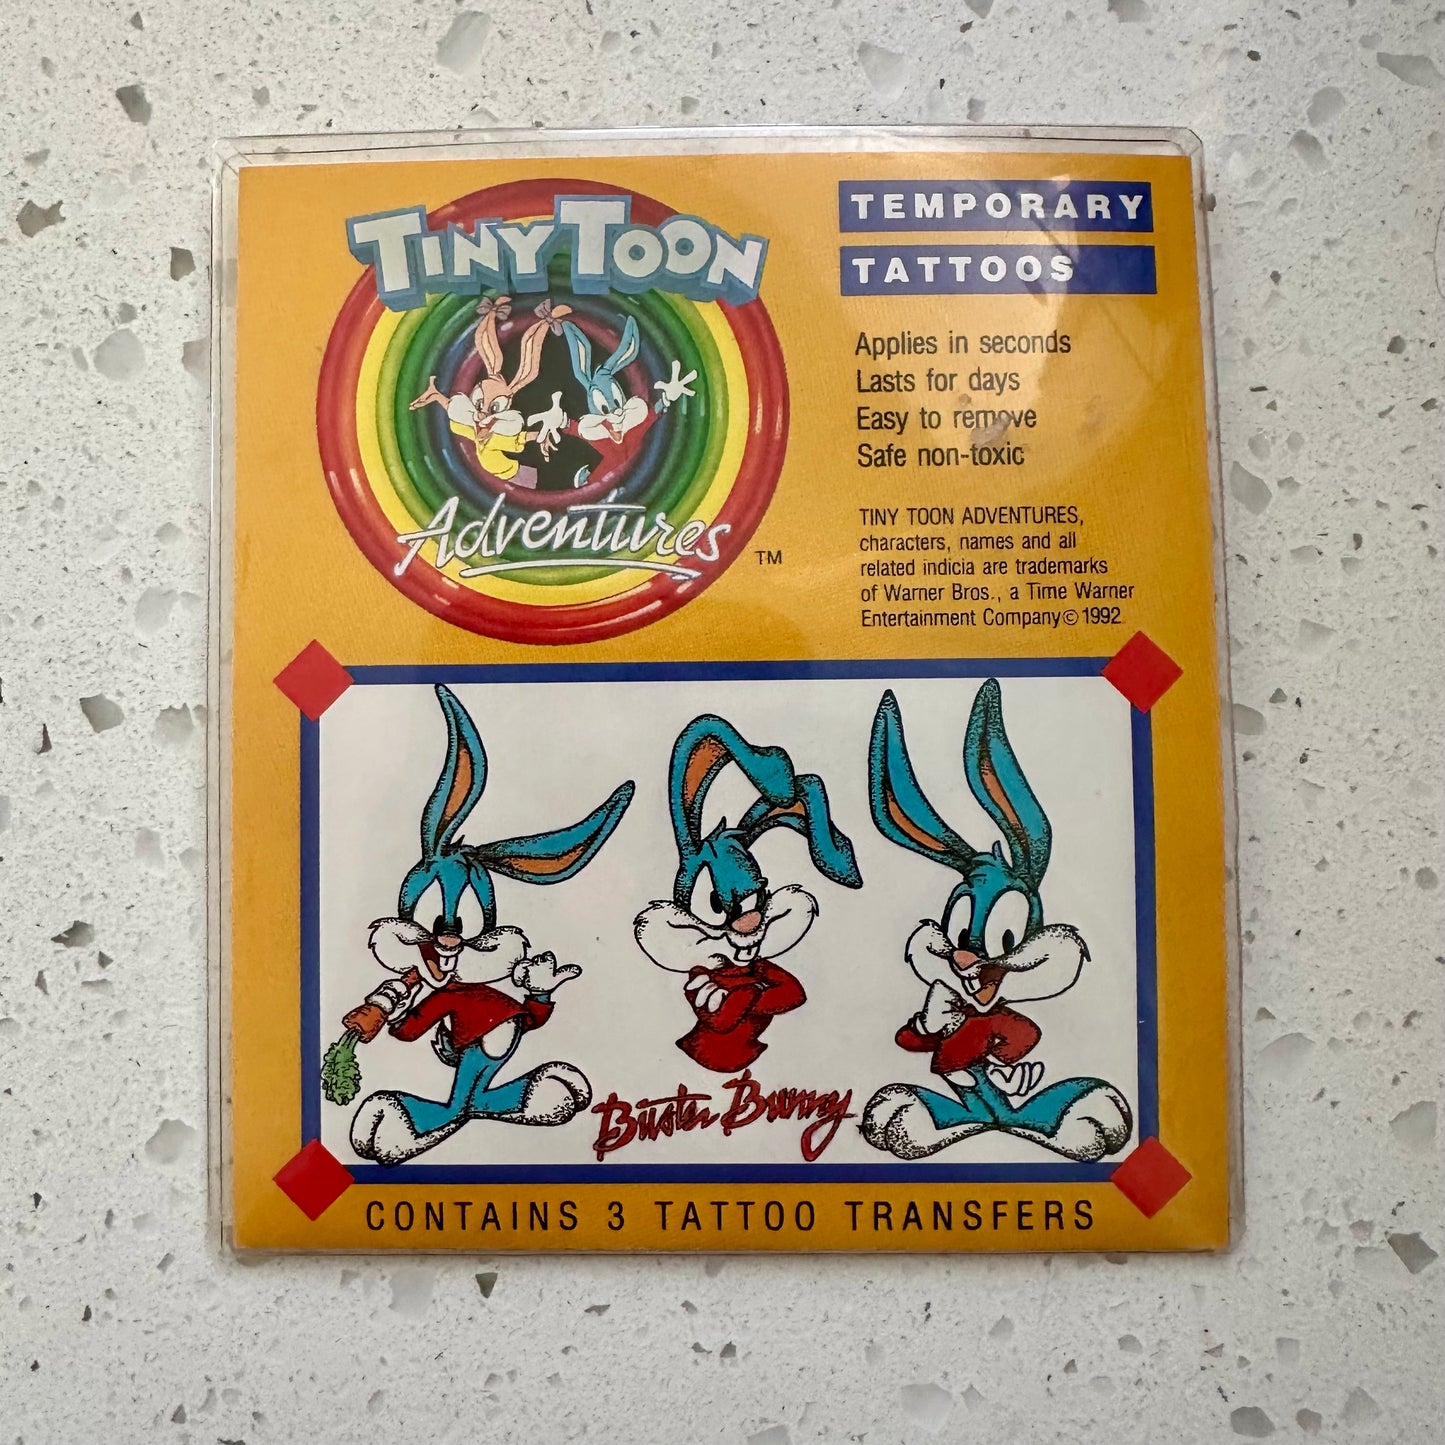 TINY TOON
Adventures
TM
TEMPORARY
TATTOOS
Applies in seconds
Lasts for days
Easy to remove
Safe non-toxic
TINY TOON ADVENTURES,
characters, names and all
related indicia are trademarks
of Warner Bros., a Time Warner
Entertainment Company © 1992
Buster Bunny
CONTAINS 3 TATTOO TRANSFERS